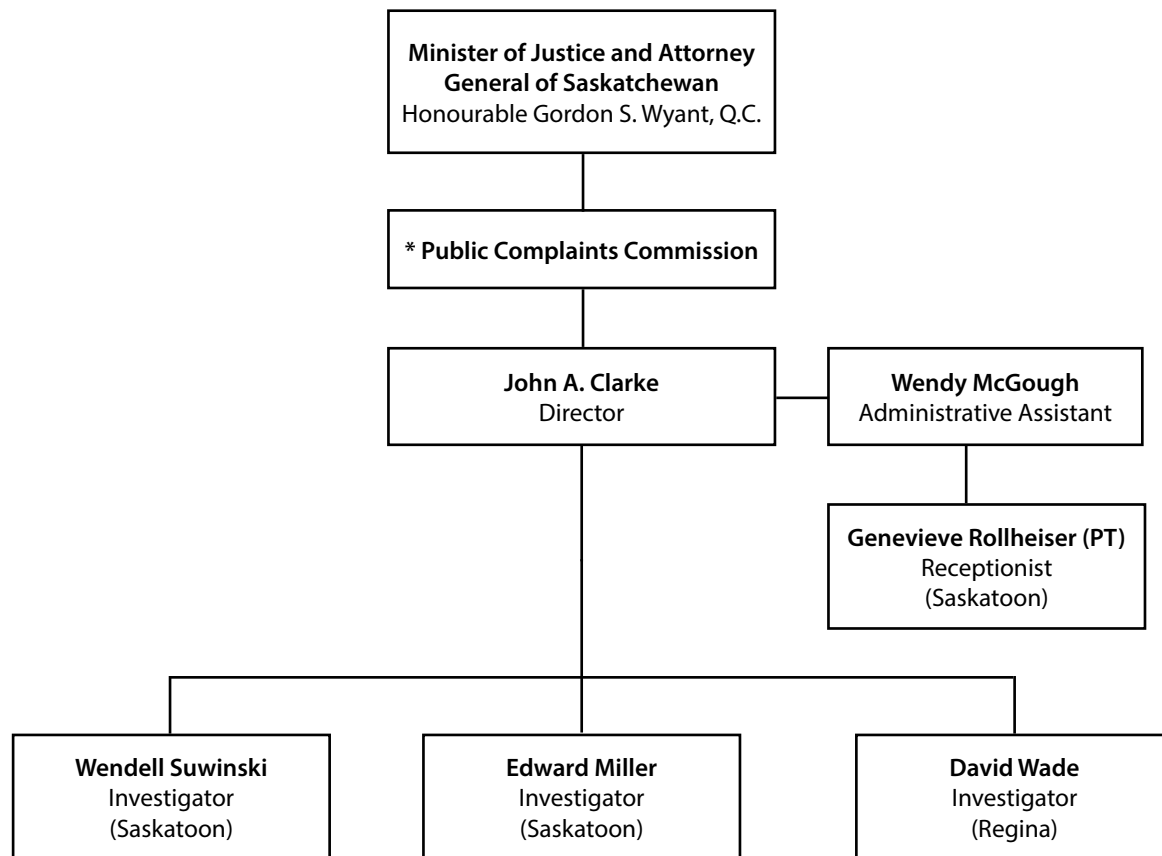 Minister of Justice and Attorney
General of Saskatchewan
Honourable Gordon S. Wyant, Q.C.
* Public Complaints Commission
John A. Clarke
Director
Wendy McGough
Administrative Assistant
Genevieve Rollheiser (PT)
Receptionist
(Saskatoon)
Wendell Suwinski
Investigator
(Saskatoon)
Edward Miller
Investigator
(Saskatoon)
David Wade
Investigator
(Regina)